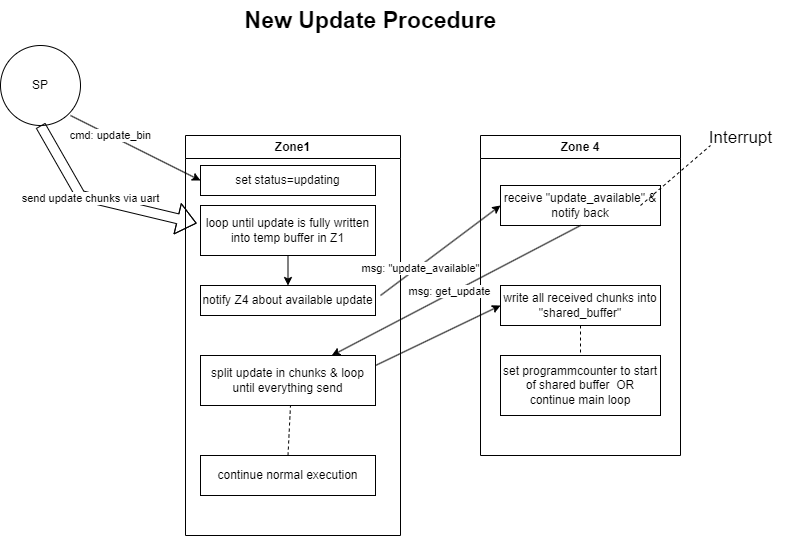 New Update Procedure
SP
cmd: update_bin
send update chunks via uart
Zone1
set status=updating
loop until update is fully written
into temp buffer in Z1
notify Z4 about available update
split update in chunks & loop
until everything send
continue normal execution
msg: "update_available"
msg: get_update
Zone 4
Interrupt
receive "update_available" &
notify back
write all received chunks into
"shared_buffer"
set programmcounter to start
of shared buffer OR
continue main loop